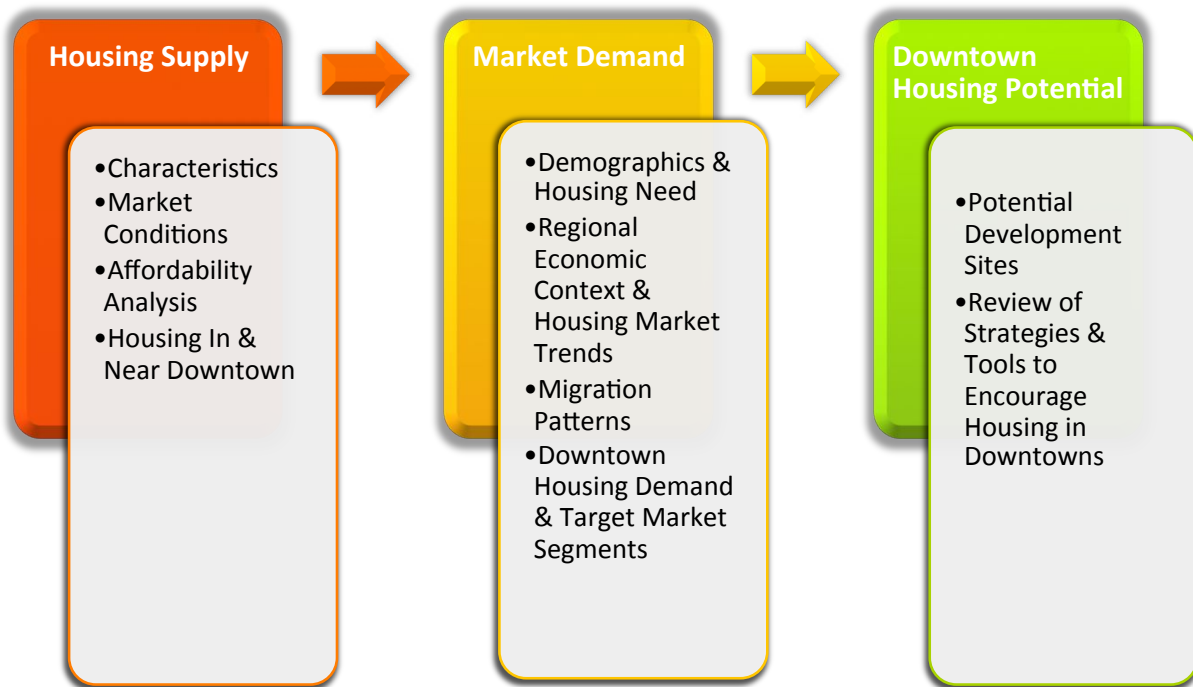 Housing Supply
•Characteristics
•Market
Conditions
•Affordability
Analysis
•Housing In &
Near Downtown
Market Demand
•Demographics &
Housing Need
•Regional
Economic
Context &
Housing Market
Trends
•Migration
Patterns
•Downtown
Housing Demand
& Target Market
Segments
Downtown
Housing Potential
•Potential
Development
Sites
•Review of
Strategies &
Tools to
Encourage
Housing in
Downtowns